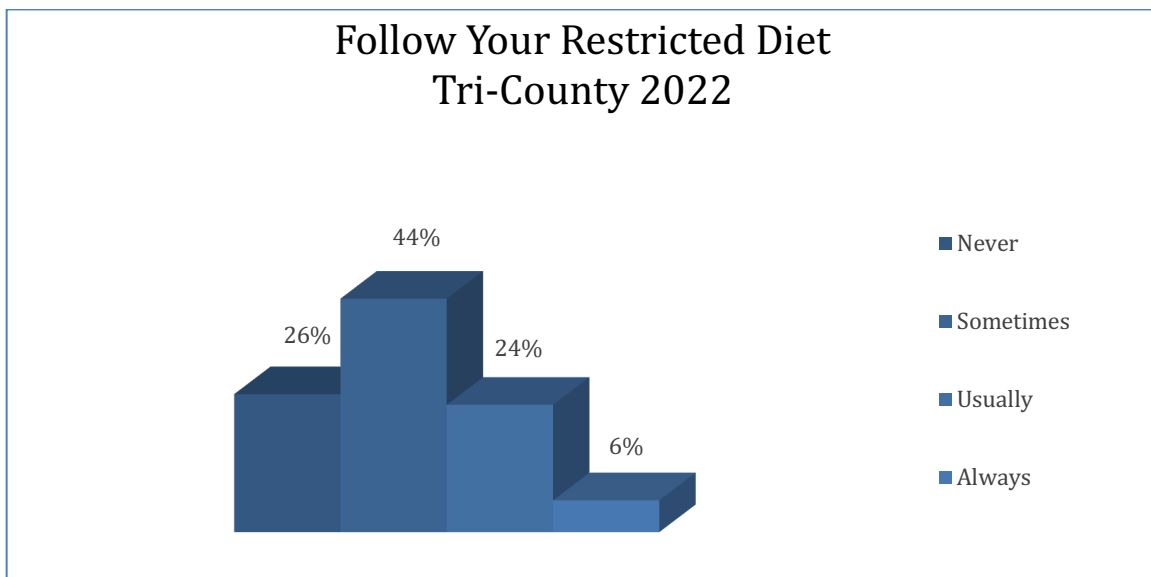 Follow Your Restricted Diet
Tri-County 2022
44%
26%
24%
6%
Never
Sometimes
Usually
Always